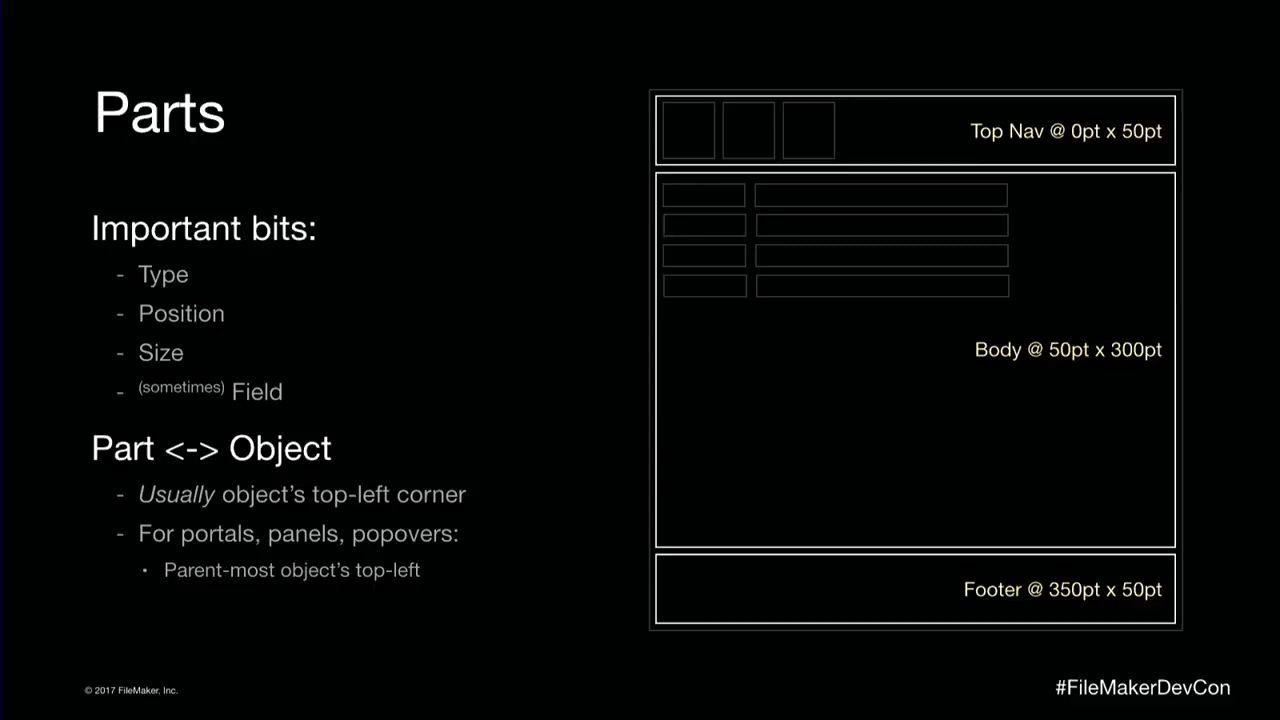 Parts
Important bits:
- Type
- Position
- Size
- (sometimes) Field
Part <-> Object
- Usually object's top-left corner
- For portals, panels, popovers:
• Parent-most object's top-left
Top Nav @ 0pt x 50pt
Body @ 50pt x 300pt
Footer @ 350pt x 50pt
© 2017 FileMaker, Inc.
#FileMakerDevCon